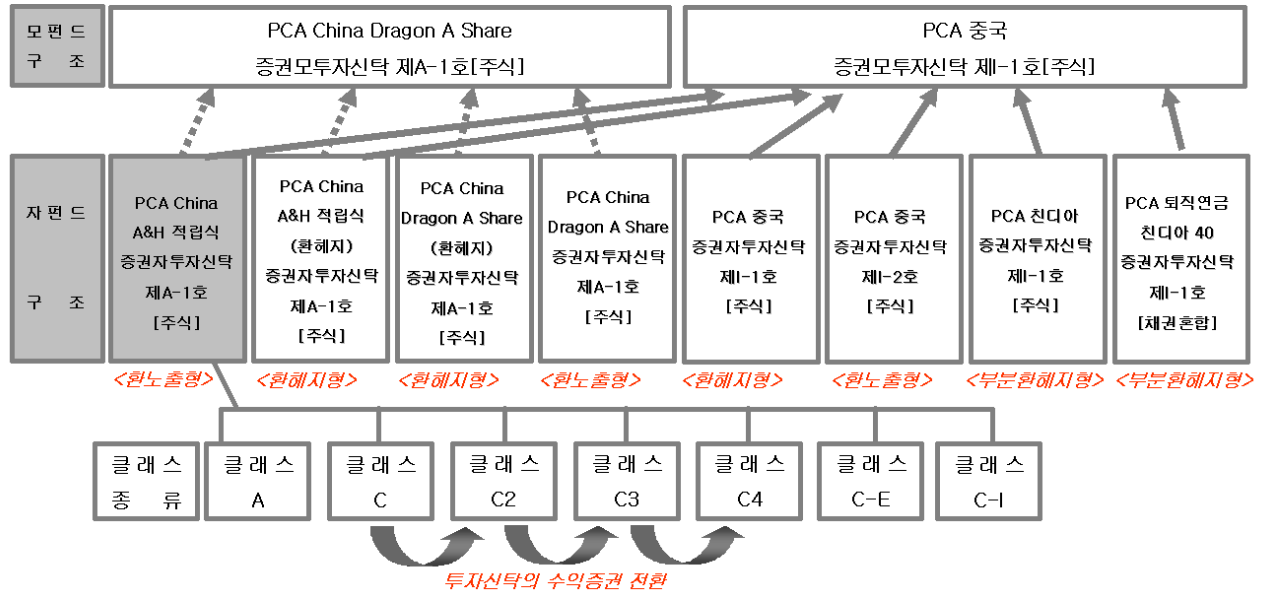 모 펀 드
구 조
PCA China Dragon A Share
증권모투자신탁 제A-1호[주식]
PCA 중국
증권모투자신탁 제I-1호[주식]
자 펀 드
구 조
PCA China
A&H 적립식
증권자투자신탁
제A-1호
[주식]
PCA China
A&H 적립식
(환헤지)
증권자투자신탁
제A-1호
[주식]
PCA China
Dragon A Share
(환헤지)
증권자투자신탁
제A-1호
[주식]
PCA China
Dragon A Share
증권자투자신탁
제A-1호
[주식]
PCA 중국
증권자투자신탁
제I-1호
[주식]
PCA 중국
증권자투자신탁
제I-2호
[주식]
PCA 친디아
증권자투자신탁
제I-1호
[주식]
PCA 퇴직연금
친디아 40
증권자투자신탁
제I-1호
[채권혼합]
<환노출형>
<환헤지형>
<환헤지형>
<환노출형>
<환헤지형>
<환노출형>
<부분환헤지형>
<부분환헤지형>
클 래 스
종 류
클 래 스
A
클 래 스
C
클 래 스
C2
클 래 스
C3
클 래 스
C4
클 래 스
C-E
클 래 스
C-I
투자신탁의 수익증권 전환